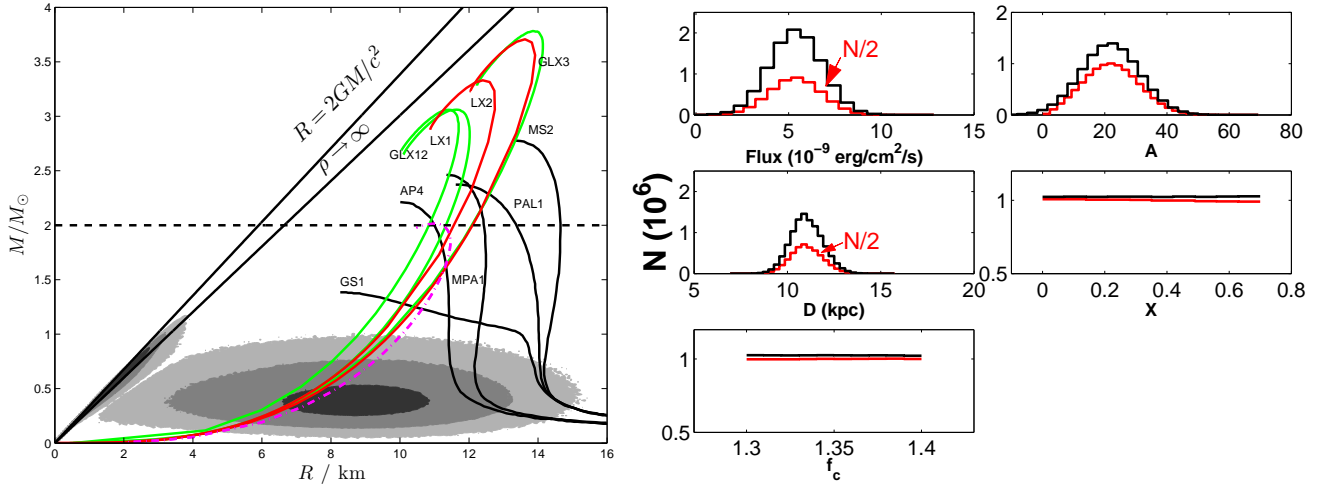 4
3.5
3
2.5
2
1.5
1
0.5
0
M/M⊙
0 2 4 6 8 10 12 14 16
R / km
R = 2GM/c²
ρ → ∞
GLX3
LX2
LX1
GLX12
MS2
AP4
PAL1
GS1
MPA1
N (10⁶)
2
1
0
N/2
0 5 10 15
Flux (10⁻⁹ erg/cm²/s)
2
1
0
-20 0 20 40 60 80
A
2
1
0
N/2
5 10 15 20
D (kpc)
1
0.5
0 0.2 0.4 0.6 0.8
X
1
0.5
1.3 1.35 1.4
f_c